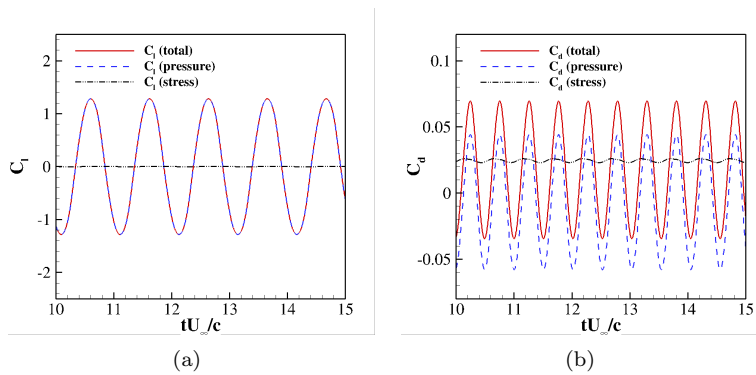 2
1
0
-1
-2
C_l
C_l (total)
C_l (pressure)
C_l (stress)
10 11 12 13 14 15
tU_∞/c
(a)
0.1
0.05
0
-0.05
C_d
C_d (total)
C_d (pressure)
C_d (stress)
10 11 12 13 14 15
tU_∞/c
(b)